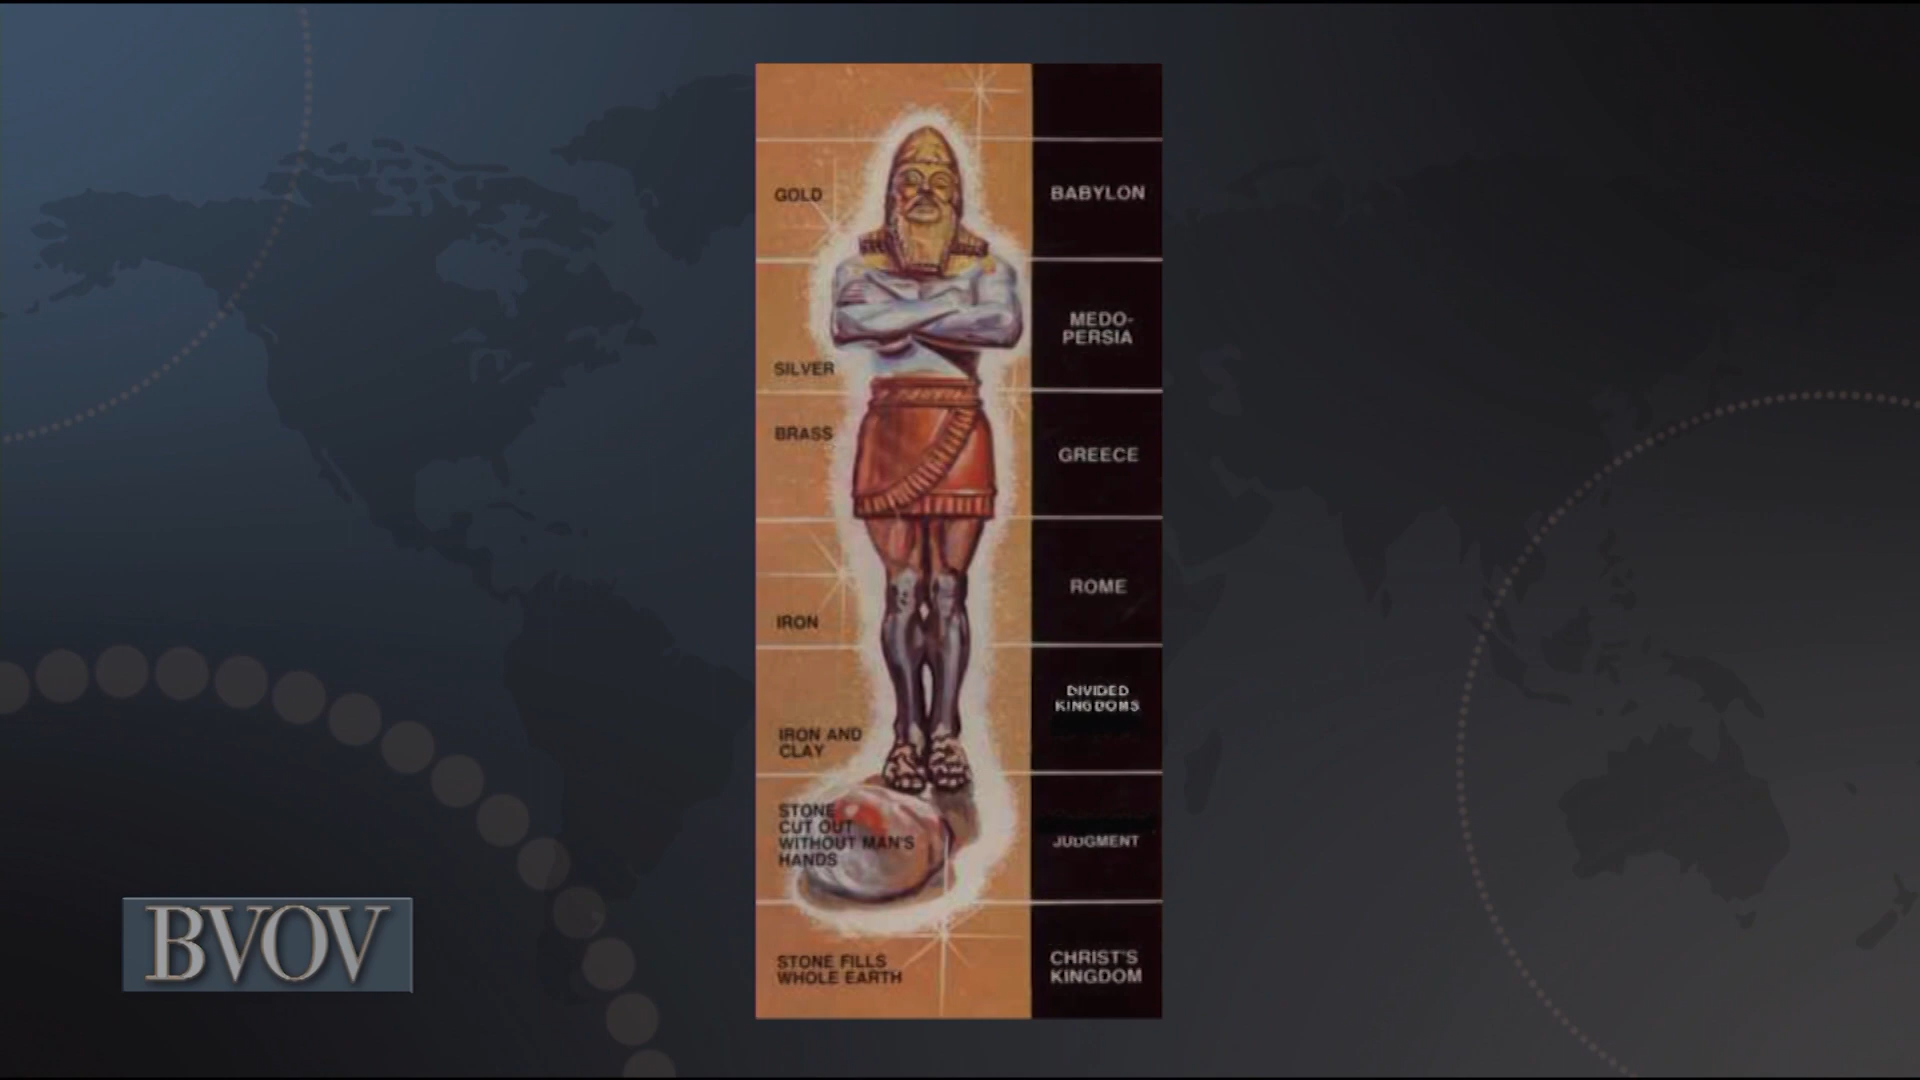 GOLD
BABYLON
MEDO-
PERSIA
SILVER
BRASS
GREECE
ROME
IRON
DIVIDED
KINGDOMS
IRON AND
CLAY
STONE
CUT OUT
WITHOUT MAN'S
HANDS
JUDGMENT
STONE FILLS
WHOLE EARTH
CHRIST'S
KINGDOM
BVOV